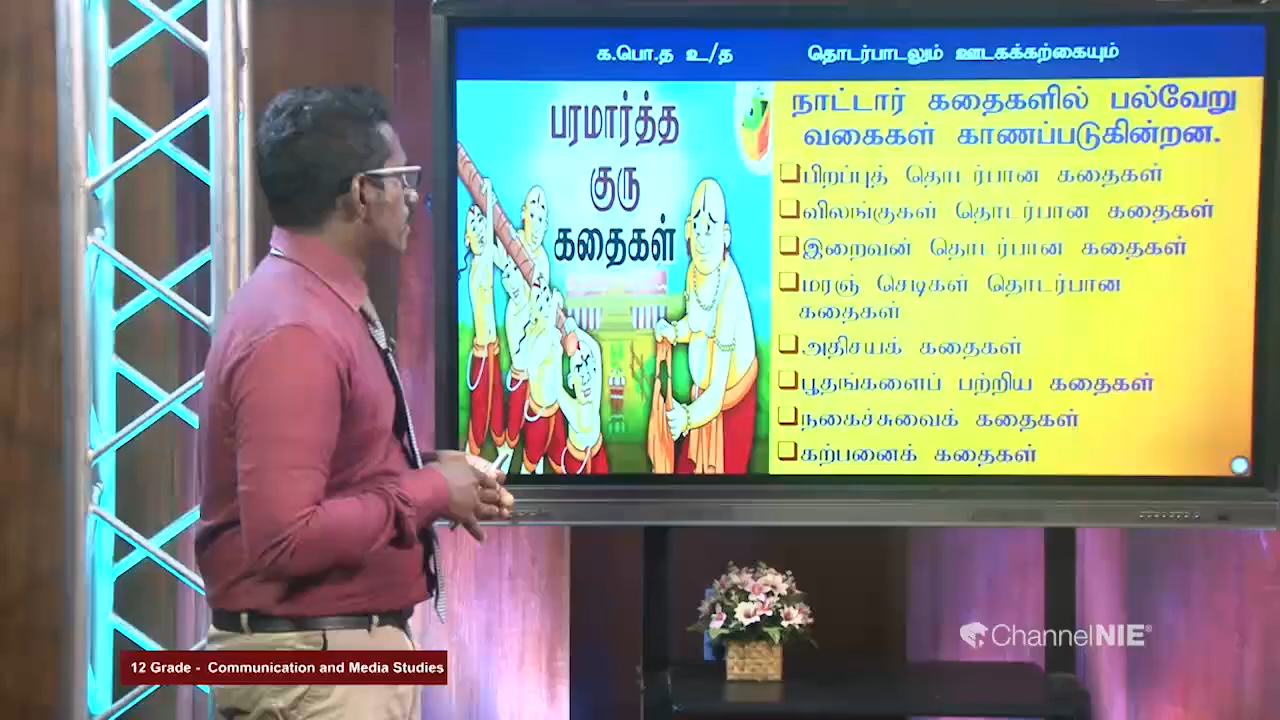 க.பொ.த உ/த தொடர்பாடலும் ஊடகக்கற்கையும்
பரமார்த்த
குரு
கதைகள்
நாட்டார் கதைகளில் பல்வேறு
வகைகள் காணப்படுகின்றன.
பிறப்புத் தொடர்பான கதைகள்
விலங்குகள் தொடர்பான கதைகள்
இறைவன் தொடர்பான கதைகள்
மரஞ் செடிகள் தொடர்பான
கதைகள்
அதிசயக் கதைகள்
பூதங்களைப் பற்றிய கதைகள்
நகைச்சுவைக் கதைகள்
கற்பனைக் கதைகள்
ChannelNIE®
12 Grade - Communication and Media Studies